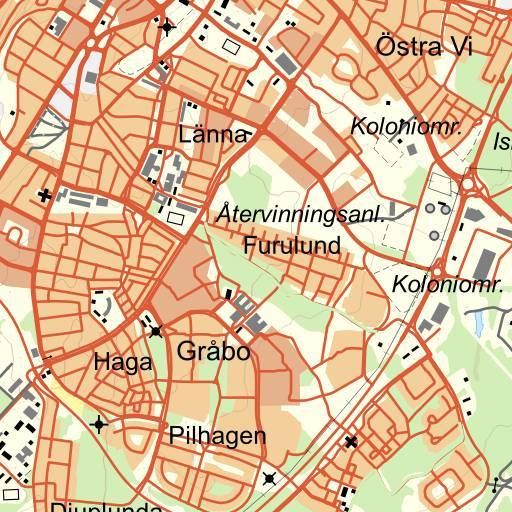 Östra Vi
Länna
Koloniomr.
Återvinningsanl.
Furulund
Koloniomr.
Haga
Gråbo
Pilhagen